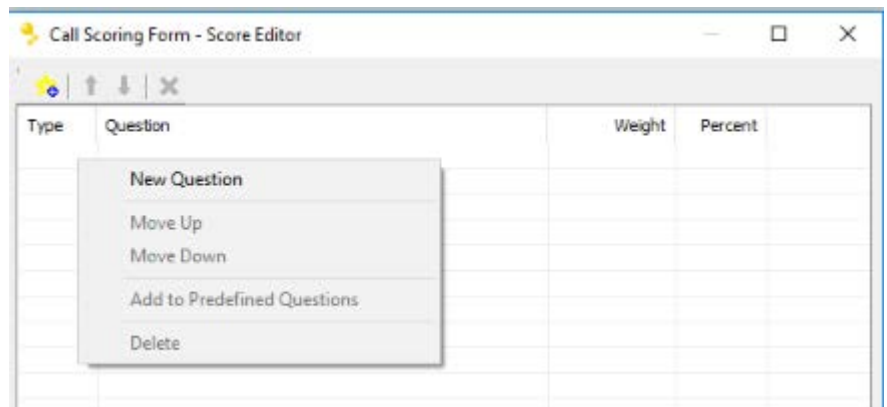 Call Scoring Form - Score Editor
Type Question Weight Percent
New Question
Move Up
Move Down
Add to Predefined Questions
Delete